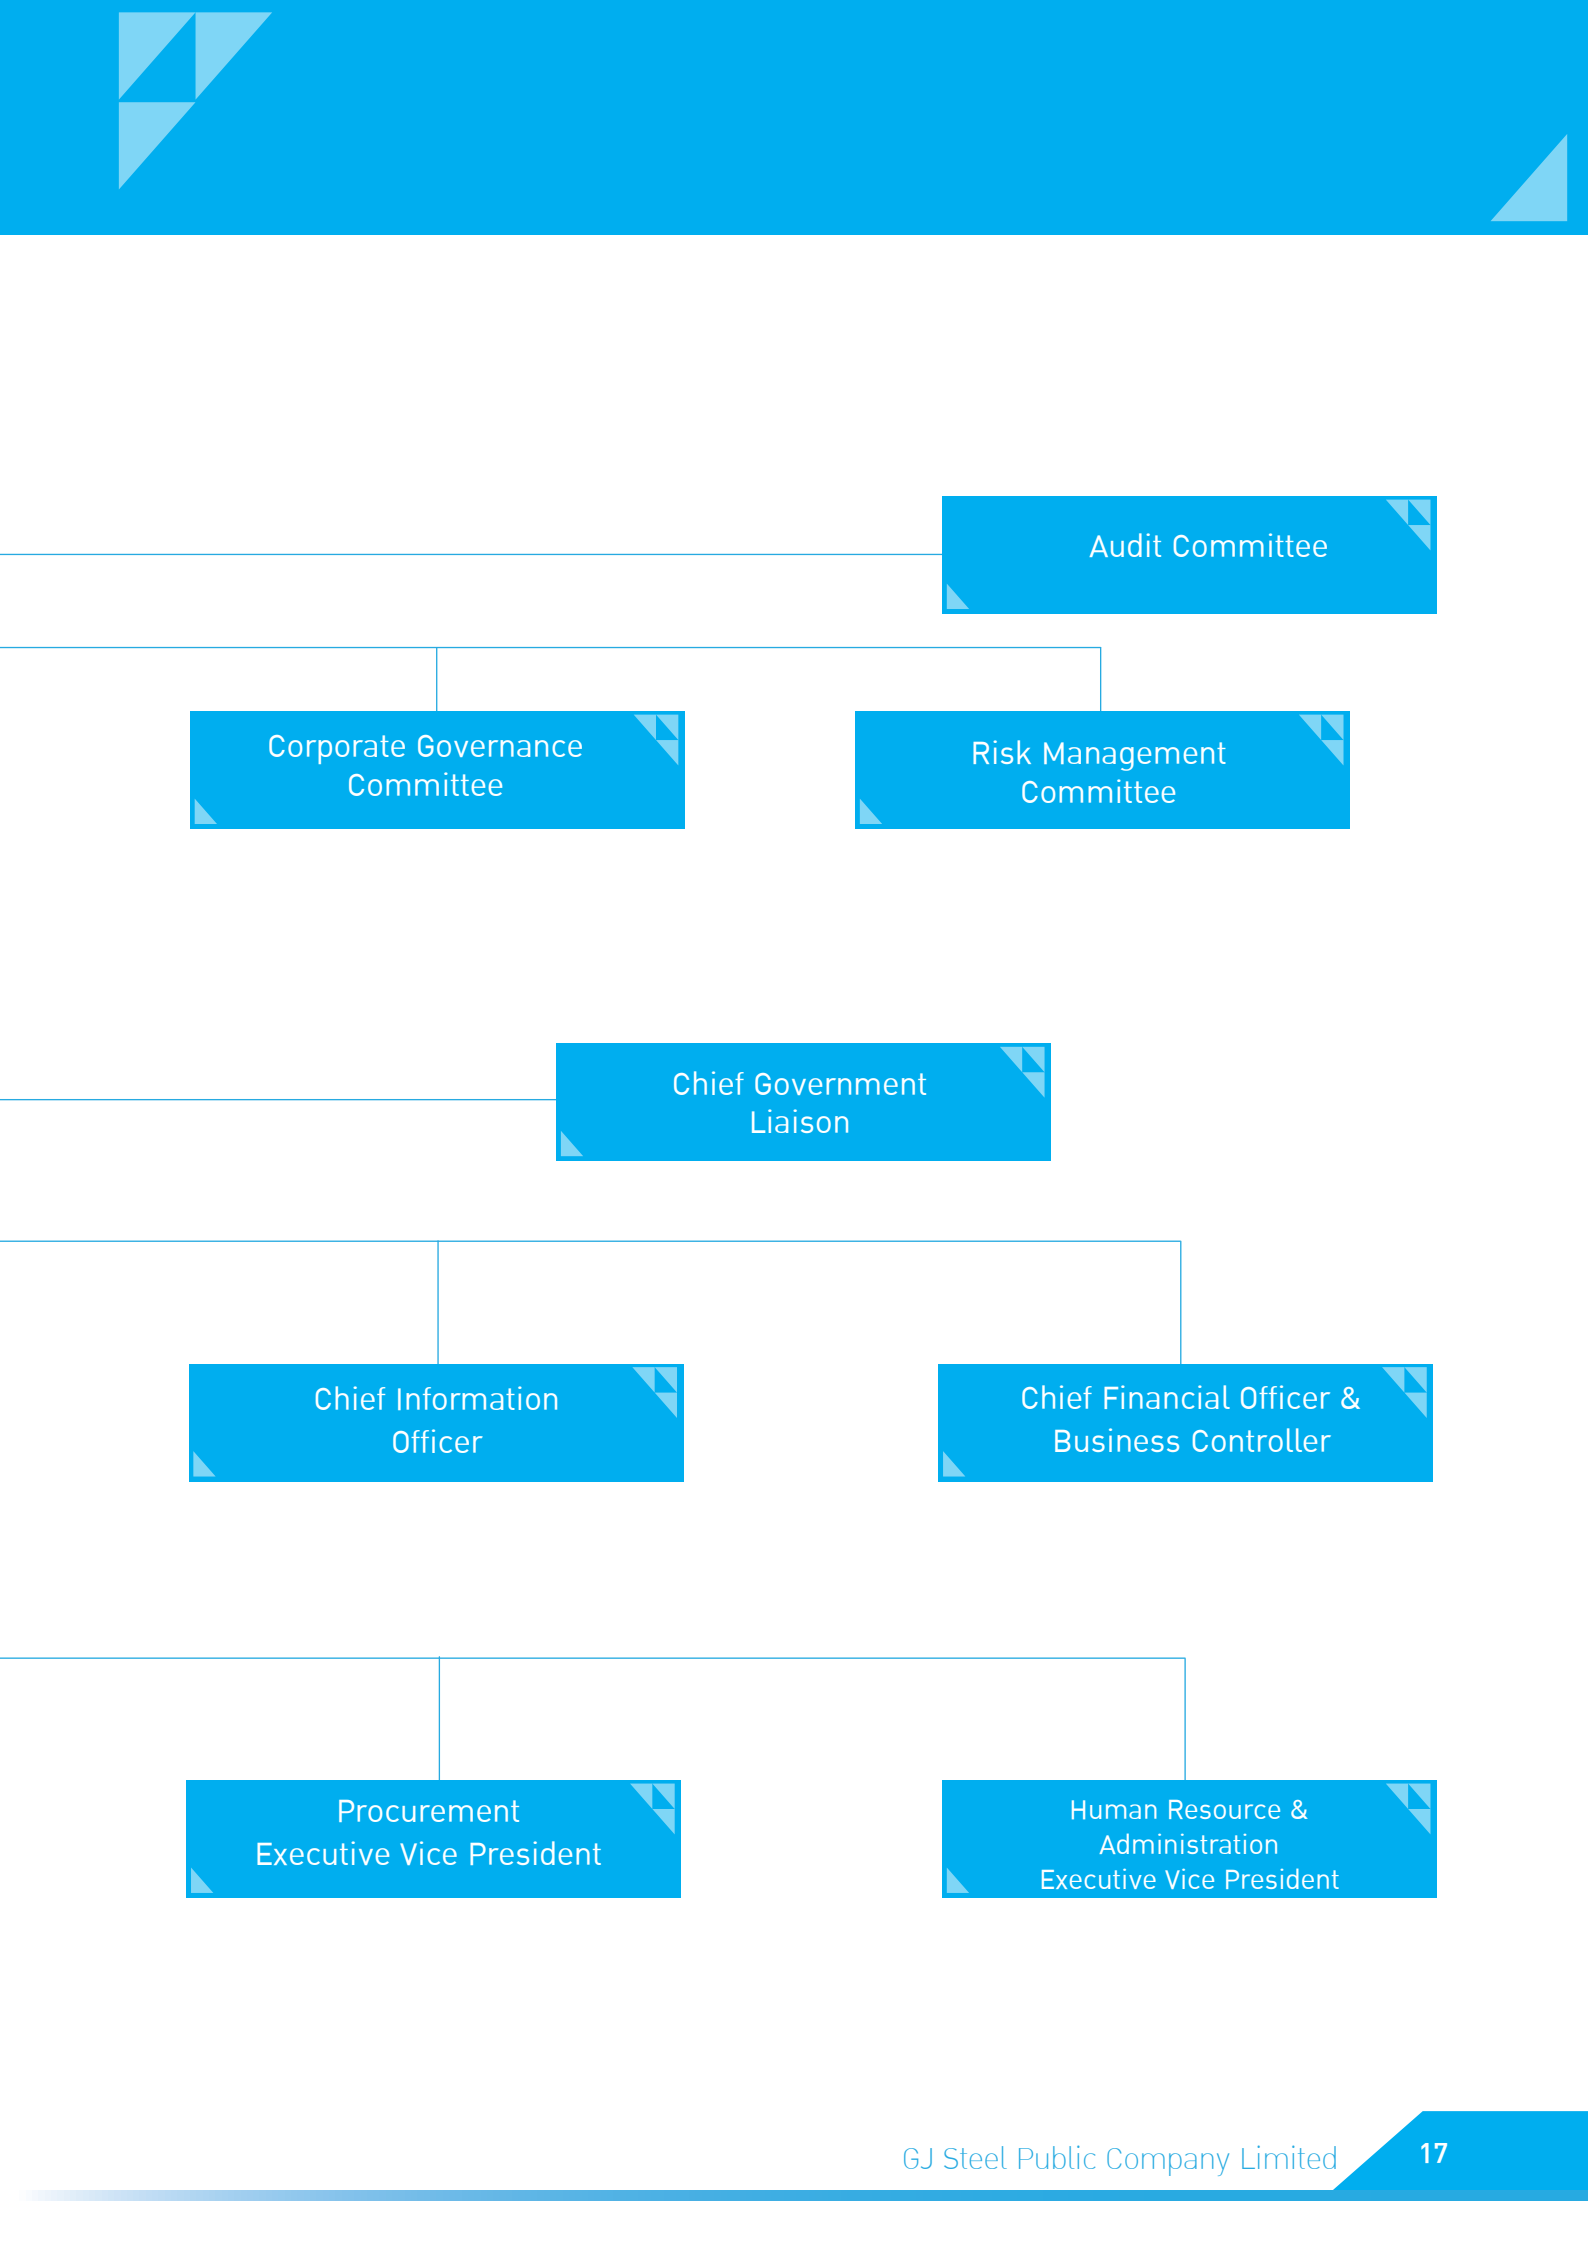 Audit Committee
Corporate Governance
Committee
Risk Management
Committee
Chief Government
Liaison
Chief Information
Officer
Chief Financial Officer &
Business Controller
Procurement
Executive Vice President
Human Resource &
Administration
Executive Vice President
GJ Steel Public Company Limited
17